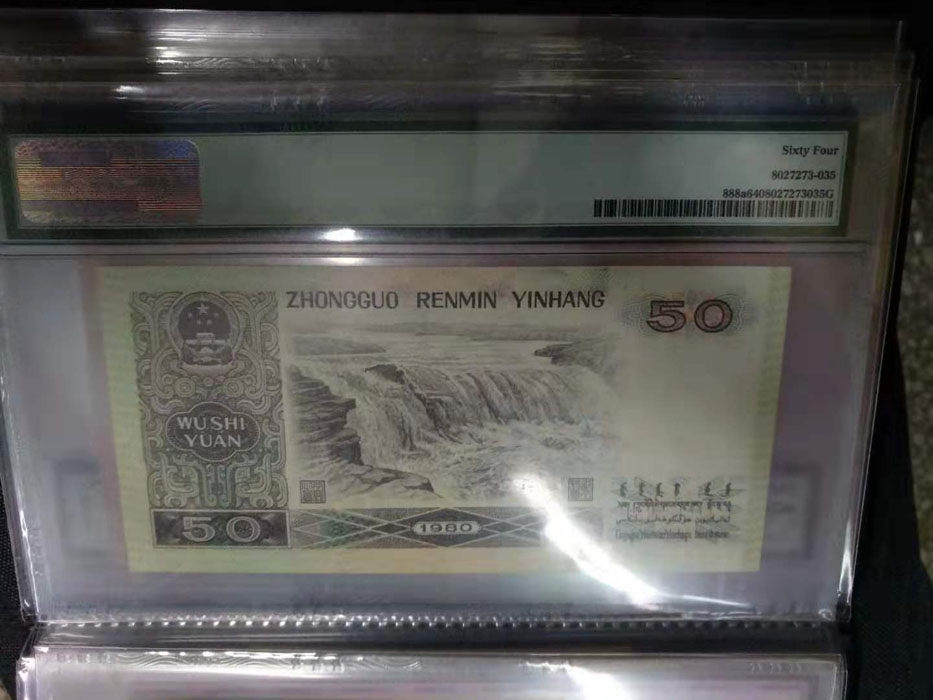 Sixty Four
8027273-035
888a6408027273035G
ZHONGGUO RENMIN YINHANG
50
WU SHI
YUAN
50
1980